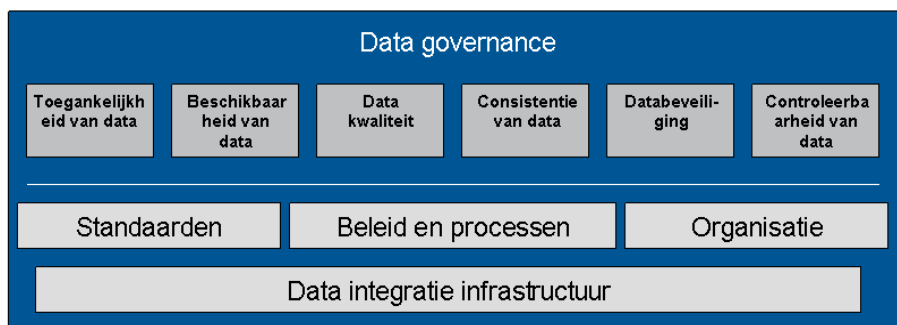 Data governance
Toegankelijkh
eid van data
Beschikbaar
heid van
data
Data
kwaliteit
Consistentie
van data
Databeveili-
ging
Controleerba
arheid van
data
Standaarden
Beleid en processen
Organisatie
Data integratie infrastructuur